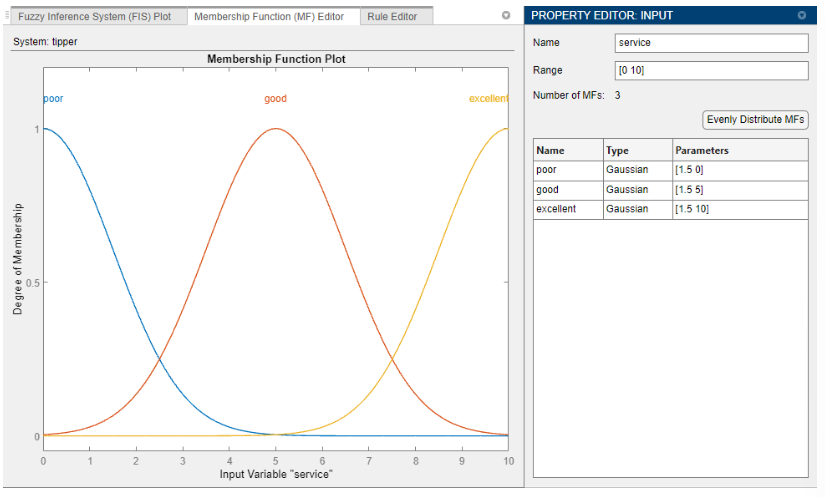 Fuzzy Inference System (FIS) Plot
Membership Function (MF) Editor
Rule Editor
System: tipper
Membership Function Plot
poor
good
excellent
1
0.5
0
Degree of Membership
0 1 2 3 4 5 6 7 8 9 10
Input Variable "service"
PROPERTY EDITOR: INPUT
Name service
Range [0 10]
Number of MFs: 3
Evenly Distribute MFs
Name Type Parameters
poor Gaussian [1.5 0]
good Gaussian [1.5 5]
excellent Gaussian [1.5 10]